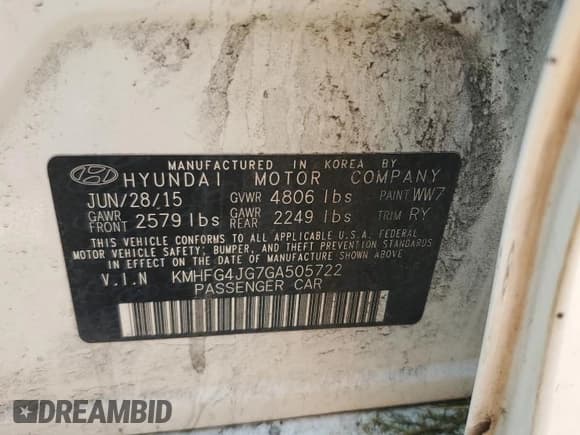 MANUFACTURED IN KOREA BY
HYUNDAI MOTOR COMPANY
JUN/28/15 GVWR 4806 lbs PAINT WW7
GAWR FRONT 2579 lbs GAWR REAR 2249 lbs TRIM RY
THIS VEHICLE CONFORMS TO ALL APPLICABLE U.S.A. FEDERAL
MOTOR VEHICLE SAFETY, BUMPER, AND THEFT PREVENTION STANDARDS
IN EFFECT ON THE DATE OF MANUFACTURE SHOWN ABOVE
V.I.N KMHFG4JG7GA505722
PASSENGER CAR
DREAMBID